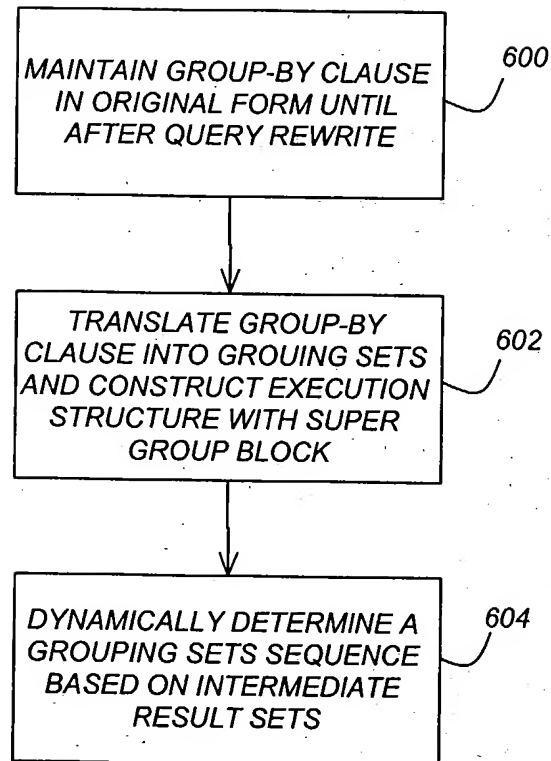 MAINTAIN GROUP-BY CLAUSE
IN ORIGINAL FORM UNTIL
AFTER QUERY REWRITE
600
TRANSLATE GROUP-BY
CLAUSE INTO GROUING SETS
AND CONSTRUCT EXECUTION
STRUCTURE WITH SUPER
GROUP BLOCK
602
DYNAMICALLY DETERMINE A
GROUPING SETS SEQUENCE
BASED ON INTERMEDIATE
RESULT SETS
604